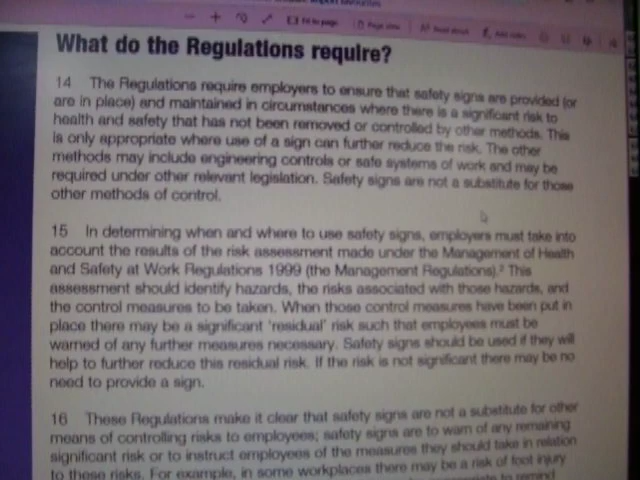 Fit to page
Page view
Read aloud
Add notes
What do the Regulations require?
14 The Regulations require employers to ensure that safety signs are provided (or
are in place) and maintained in circumstances where there is a significant risk to
health and safety that has not been removed or controlled by other methods. This
is only appropriate where use of a sign can further reduce the risk. The other
methods may include engineering controls or safe systems of work and may be
required under other relevant legislation. Safety signs are not a substitute for those
other methods of control.
15 In determining when and where to use safety signs, employers must take into
account the results of the risk assessment made under the Management of Health
and Safety at Work Regulations 1999 (the Management Regulations).² This
assessment should identify hazards, the risks associated with those hazards, and
the control measures to be taken. When those control measures have been put in
place there may be a significant 'residual' risk such that employees must be
warned of any further measures necessary. Safety signs should be used if they will
help to further reduce this residual risk. If the risk is not significant there may be no
need to provide a sign.
16 These Regulations make it clear that safety signs are not a substitute for other
means of controlling risks to employees; safety signs are to warn of any remaining
significant risk or to instruct employees of the measures they should take in relation
to these risks. For example, in some workplaces there may be a risk of foot injury